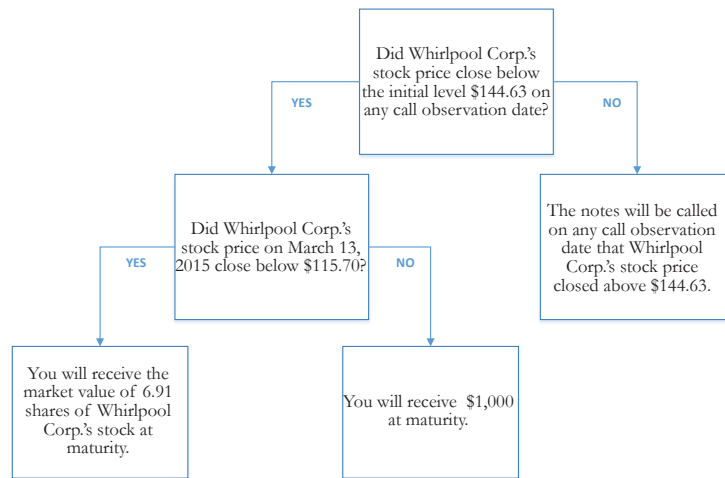 Did Whirlpool Corp.'s
stock price close below
the initial level $144.63 on
any call observation date?
YES
NO
Did Whirlpool Corp.'s
stock price on March 13,
2015 close below $115.70?
The notes will be called
on any call observation
date that Whirlpool
Corp.'s stock price
closed above $144.63.
YES
NO
You will receive the
market value of 6.91
shares of Whirlpool
Corp.'s stock at
maturity.
You will receive $1,000
at maturity.